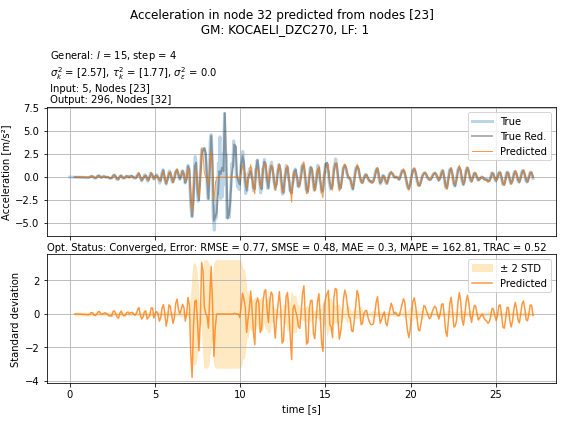 Acceleration in node 32 predicted from nodes [23]
GM: KOCAELI_DZC270, LF: 1
General: l = 15, step = 4
σ²ₖ = [2.57], τ²ₖ = [1.77], σ²ε = 0.0
Input: 5, Nodes [23]
Output: 296, Nodes [32]
Acceleration [m/s²]
7.5
5.0
2.5
0.0
−2.5
−5.0
True
True Red.
Predicted
Opt. Status: Converged, Error: RMSE = 0.77, SMSE = 0.48, MAE = 0.3, MAPE = 162.81, TRAC = 0.52
Standard deviation
2
0
−2
−4
± 2 STD
Predicted
0
5
10
15
20
25
time [s]